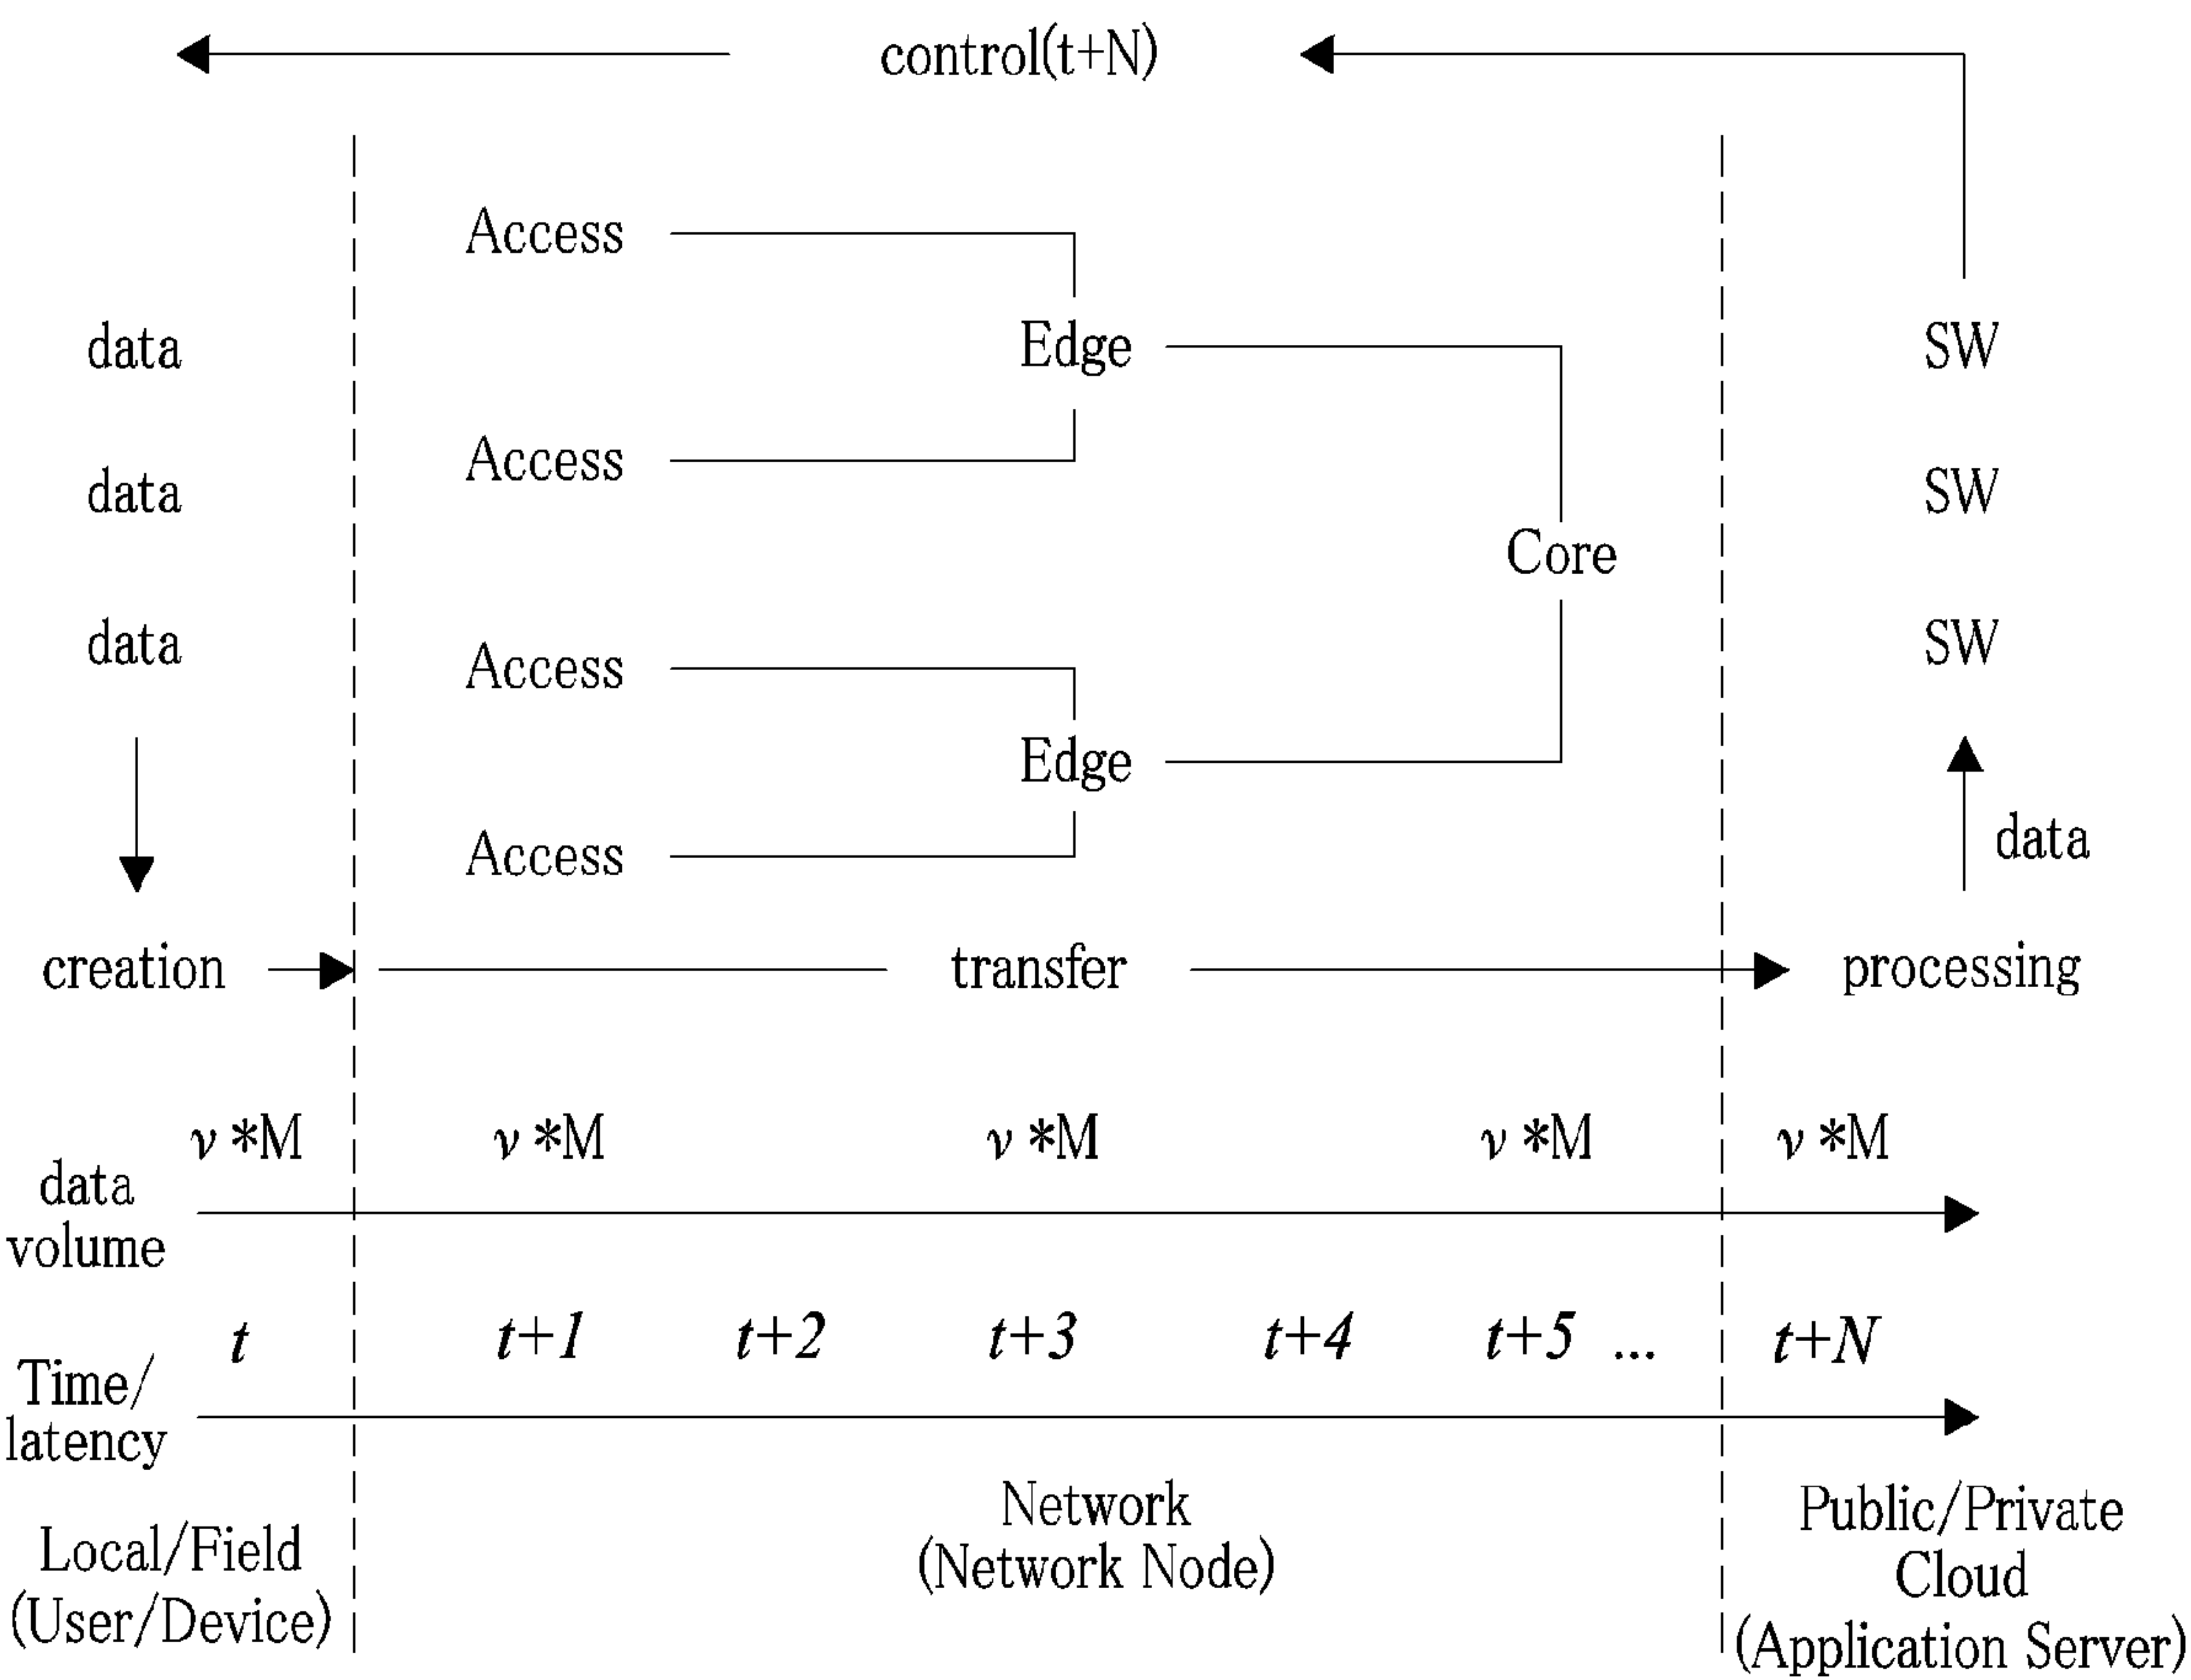 control(t+N)
Access
data
Edge
SW
Access
data
SW
Core
data
Access
SW
Edge
data
Access
creation
transfer
processing
ν*M
ν*M
ν*M
ν*M
ν*M
data
volume
t
t+1
t+2
t+3
t+4
t+5 ...
t+N
Time/
latency
Network
(Network Node)
Public/Private
Cloud
(Application Server)
Local/Field
(User/Device)